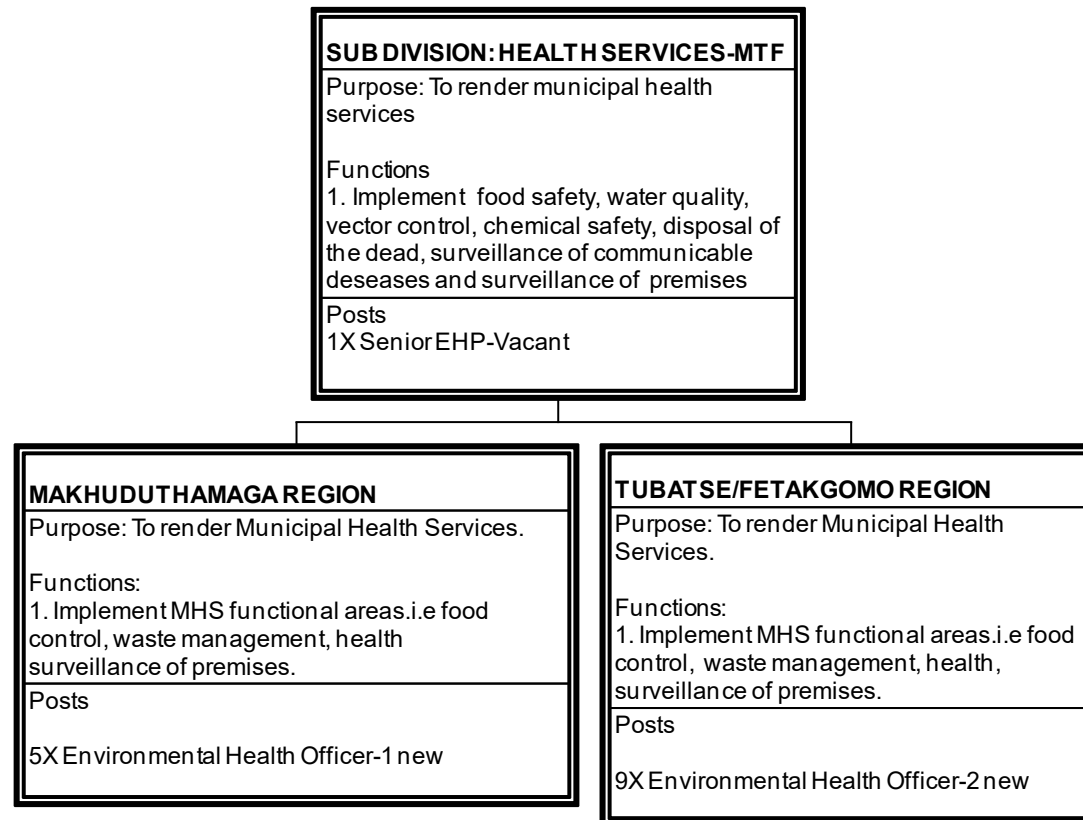 SUB DIVISION: HEALTH SERVICES-MTF
Purpose: To render municipal health
services
Functions
1. Implement food safety, water quality,
vector control, chemical safety, disposal of
the dead, surveillance of communicable
deseases and surveillance of premises
Posts
1X Senior EHP-Vacant
MAKHUDUTHAMAGA REGION
Purpose: To render Municipal Health Services.
Functions:
1. Implement MHS functional areas.i.e food
control, waste management, health
surveillance of premises.
Posts
5X Environmental Health Officer-1 new
TUBATSE/FETAKGOMO REGION
Purpose: To render Municipal Health
Services.
Functions:
1. Implement MHS functional areas.i.e food
control, waste management, health,
surveillance of premises.
Posts
9X Environmental Health Officer-2 new